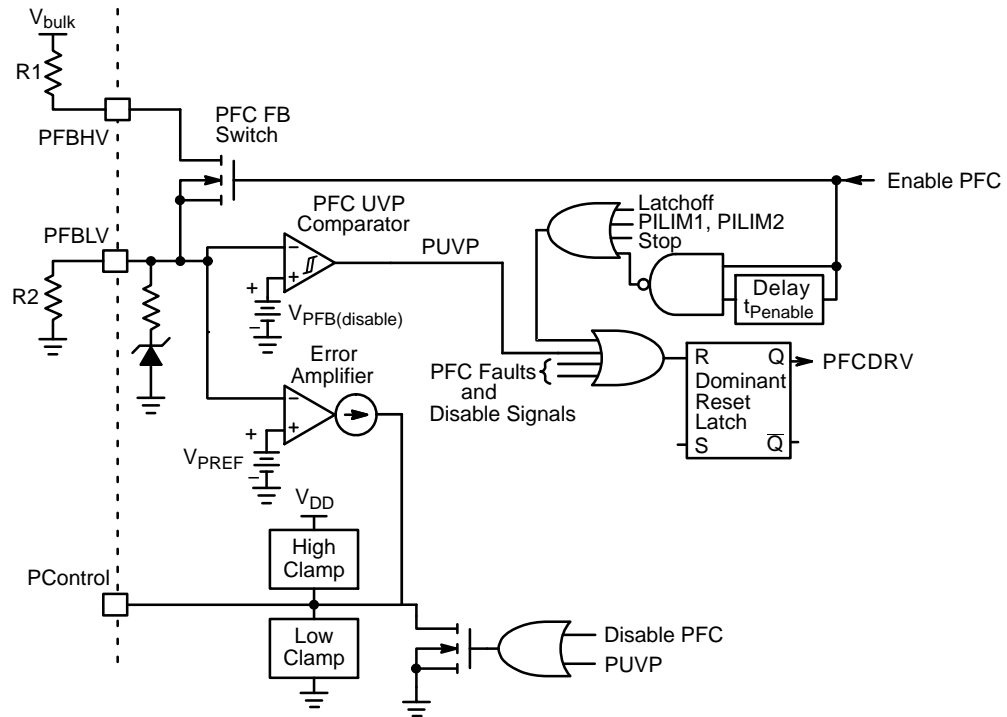 Vbulk
R1
PFBHV
PFC FB
Switch
Enable PFC
PFBLV
PFC UVP
Comparator
PUVP
Latchoff
PILIM1, PILIM2
Stop
Delay
tPenable
R2
−
+
+
−
VPFB(disable)
Error
Amplifier
PFC Faults
and
Disable Signals
R
Q
PFCDRV
Dominant
Reset
Latch
S
Q
−
+
+
−
VPREF
VDD
High
Clamp
PControl
Low
Clamp
Disable PFC
PUVP